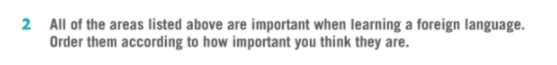 2 All of the areas listed above are important when learning a foreign language.
Order them according to how important you think they are.